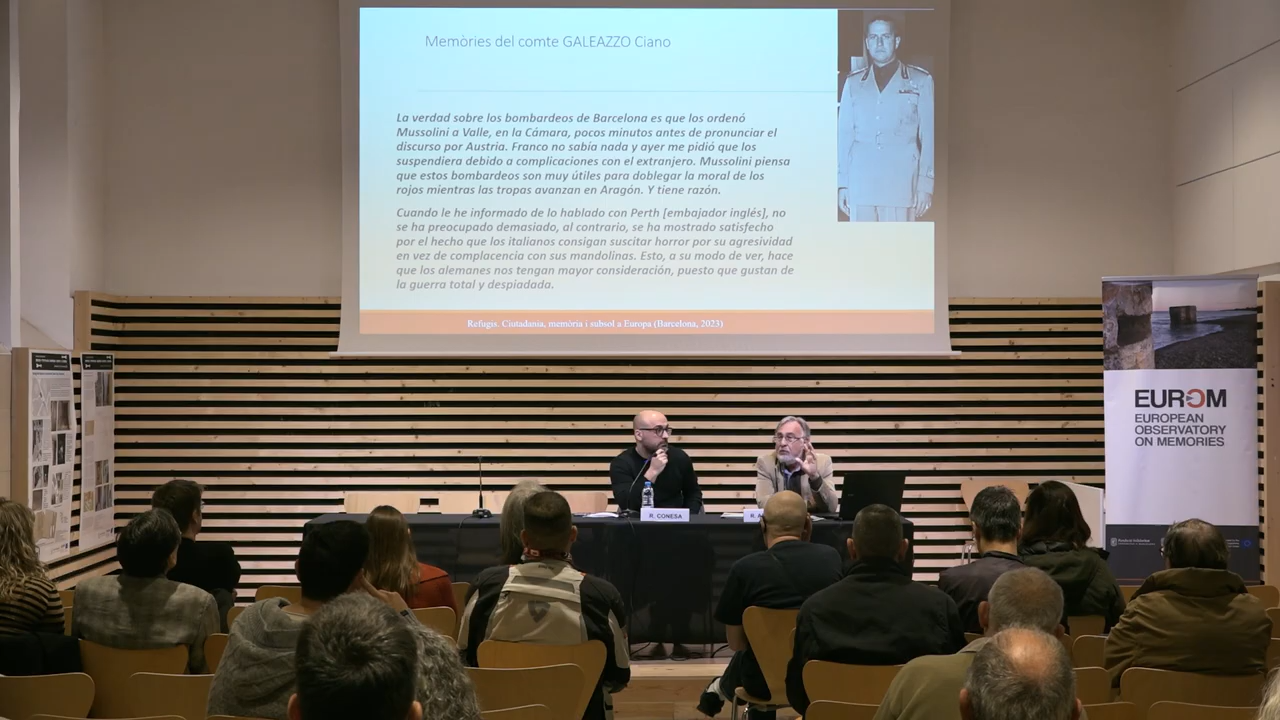 Memòries del comte GALEAZZO Ciano
La verdad sobre los bombardeos de Barcelona es que los ordenó
Mussolini a Valle, en la Cámara, pocos minutos antes de pronunciar el
discurso por Austria. Franco no sabía nada y ayer me pidió que los
suspendiera debido a complicaciones con el extranjero. Mussolini piensa
que estos bombardeos son muy útiles para doblegar la moral de los
rojos mientras las tropas avanzan en Aragón. Y tiene razón.
Cuando le he informado de lo hablado con Perth [embajador inglés], no
se ha preocupado demasiado, al contrario, se ha mostrado satisfecho
por el hecho que los italianos consigan suscitar horror por su agresividad
en vez de complacencia con sus mandolinas. Esto, a su modo de ver, hace
que los alemanes nos tengan mayor consideración, puesto que gustan de
la guerra total y despiadada.
Refugis. Ciutadania, memòria i subsòl a Europa (Barcelona, 2023)
EUROM
EUROPEAN
OBSERVATORY
ON MEMORIES
R. CONESA
R.